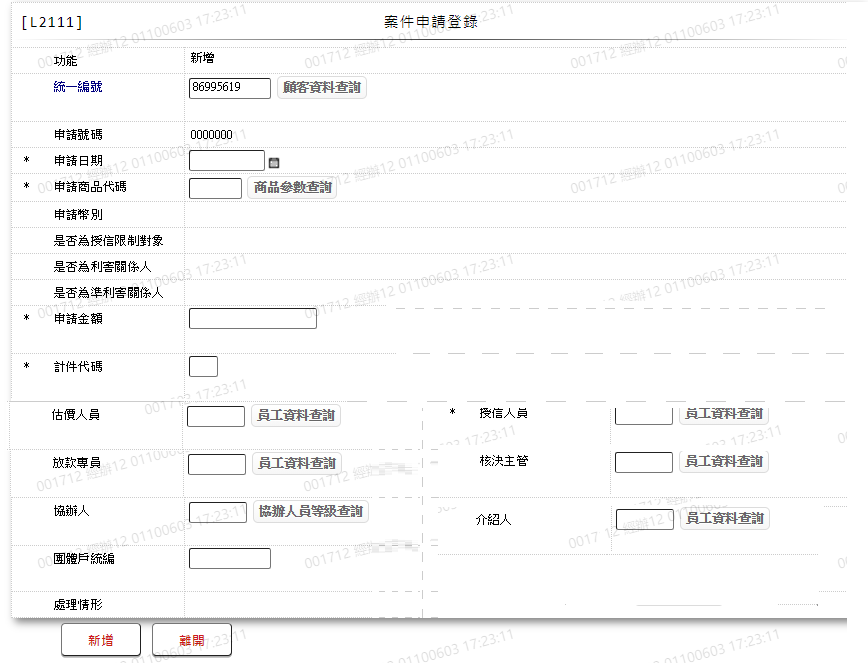 [L2111] 案件申請登錄
功能 新增
統一編號 86995619 顧客資料查詢
申請號碼 0000000
* 申請日期
* 申請商品代碼 商品參數查詢
申請幣別
是否為授信限制對象
是否為利害關係人
是否為準利害關係人
* 申請金額
* 計件代碼
估價人員 員工資料查詢 * 授信人員 員工資料查詢
放款專員 員工資料查詢 核決主管 員工資料查詢
協辦人 協辦人員等級查詢 介紹人 員工資料查詢
團體戶統編
處理情形
新增 離開
001712 經辦12 01100603 17:23:11